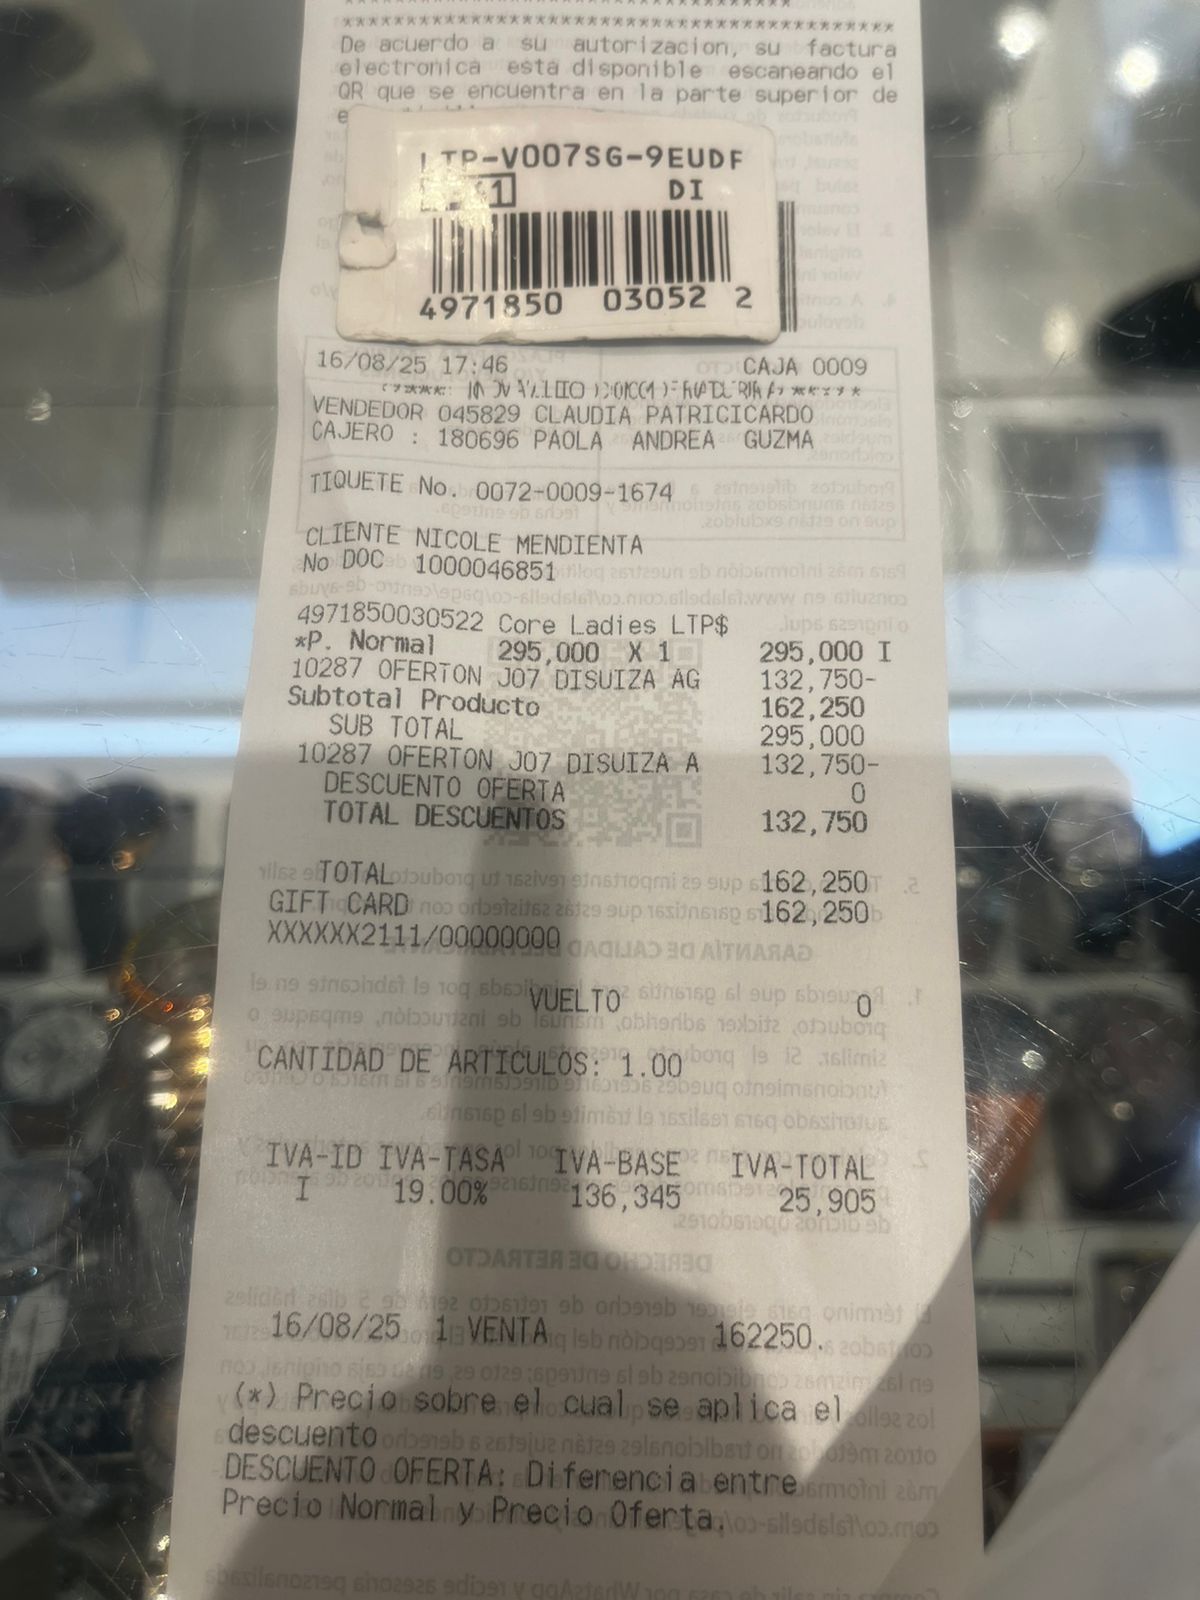 *****************************************
De acuerdo a su autorizacion, su factura
electronica esta disponible escaneando el
QR que se encuentra en la parte superior de
LTP-V007SG-9EUDF
DI
4971850 03052 2
16/08/25 17:46 CAJA 0009
VENDEDOR 045829 CLAUDIA PATRICICARDO
CAJERO : 180696 PAOLA ANDREA GUZMA
TIQUETE No. 0072-0009-1674
CLIENTE NICOLE MENDIENTA
No DOC 1000046851
4971850030522 Core Ladies LTP$
*P. Normal 295,000 X 1 295,000 I
10287 OFERTON J07 DISUIZA AG 132,750-
Subtotal Producto 162,250
SUB TOTAL 295,000
10287 OFERTON J07 DISUIZA A 132,750-
DESCUENTO OFERTA 0
TOTAL DESCUENTOS 132,750
TOTAL 162,250
GIFT CARD 162,250
XXXXXX2111/00000000
VUELTO 0
CANTIDAD DE ARTICULOS: 1.00
IVA-ID IVA-TASA IVA-BASE IVA-TOTAL
I 19.00% 136,345 25,905
16/08/25 1 VENTA 162250.
(*) Precio sobre el cual se aplica el
descuento
DESCUENTO OFERTA: Diferencia entre
Precio Normal y Precio Oferta.